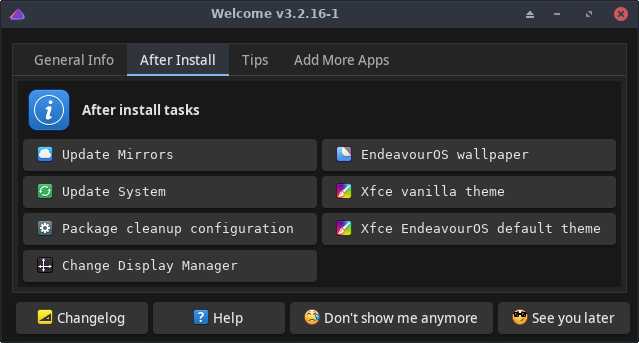 Welcome v3.2.16-1
General Info After Install Tips Add More Apps
After install tasks
Update Mirrors EndeavourOS wallpaper
Update System Xfce vanilla theme
Package cleanup configuration Xfce EndeavourOS default theme
Change Display Manager
Changelog Help Don't show me anymore See you later